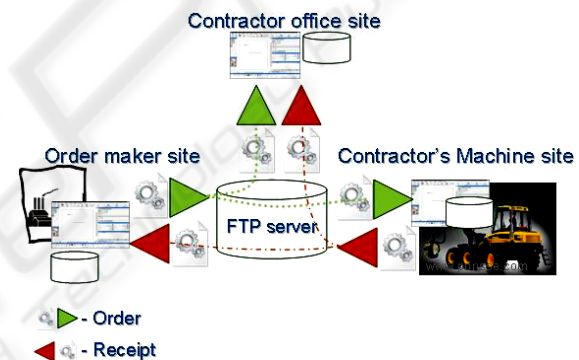 Contractor office site
Order maker site
Contractor's Machine site
FTP server
- Order
- Receipt